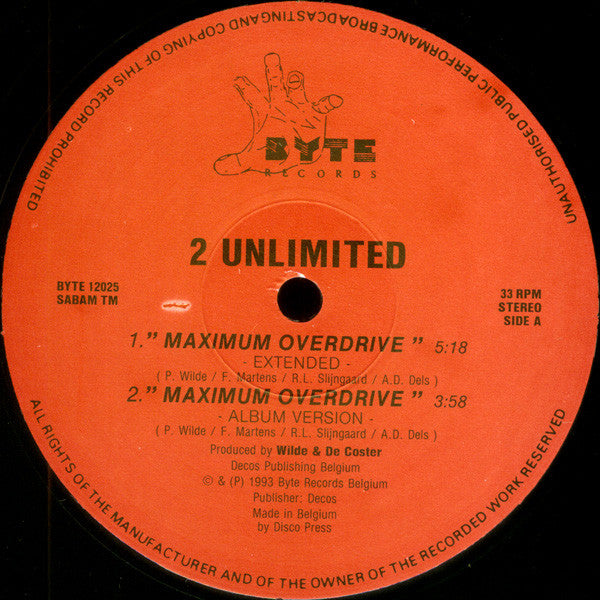 UNAUTHORISED PUBLIC PERFORMANCE BROADCASTINGAND COPYING OF THIS RECORD PROHIBITED
BYTE
RECORDS
2 UNLIMITED
BYTE 12025
SABAM TM
33 RPM
STEREO
SIDE A
1." MAXIMUM OVERDRIVE " 5:18
- EXTENDED -
( P. Wilde / F. Martens / R.L. Slijngaard / A.D. Dels )
2." MAXIMUM OVERDRIVE " 3:58
- ALBUM VERSION -
( P. Wilde / F. Martens / R.L. Slijngaard / A.D. Dels )
Produced by Wilde & De Coster
Decos Publishing Belgium
© & (P) 1993 Byte Records Belgium
Publisher: Decos
Made in Belgium
by Disco Press
ALL RIGHTS OF THE MANUFACTURER AND OF THE OWNER OF THE RECORDED WORK RESERVED